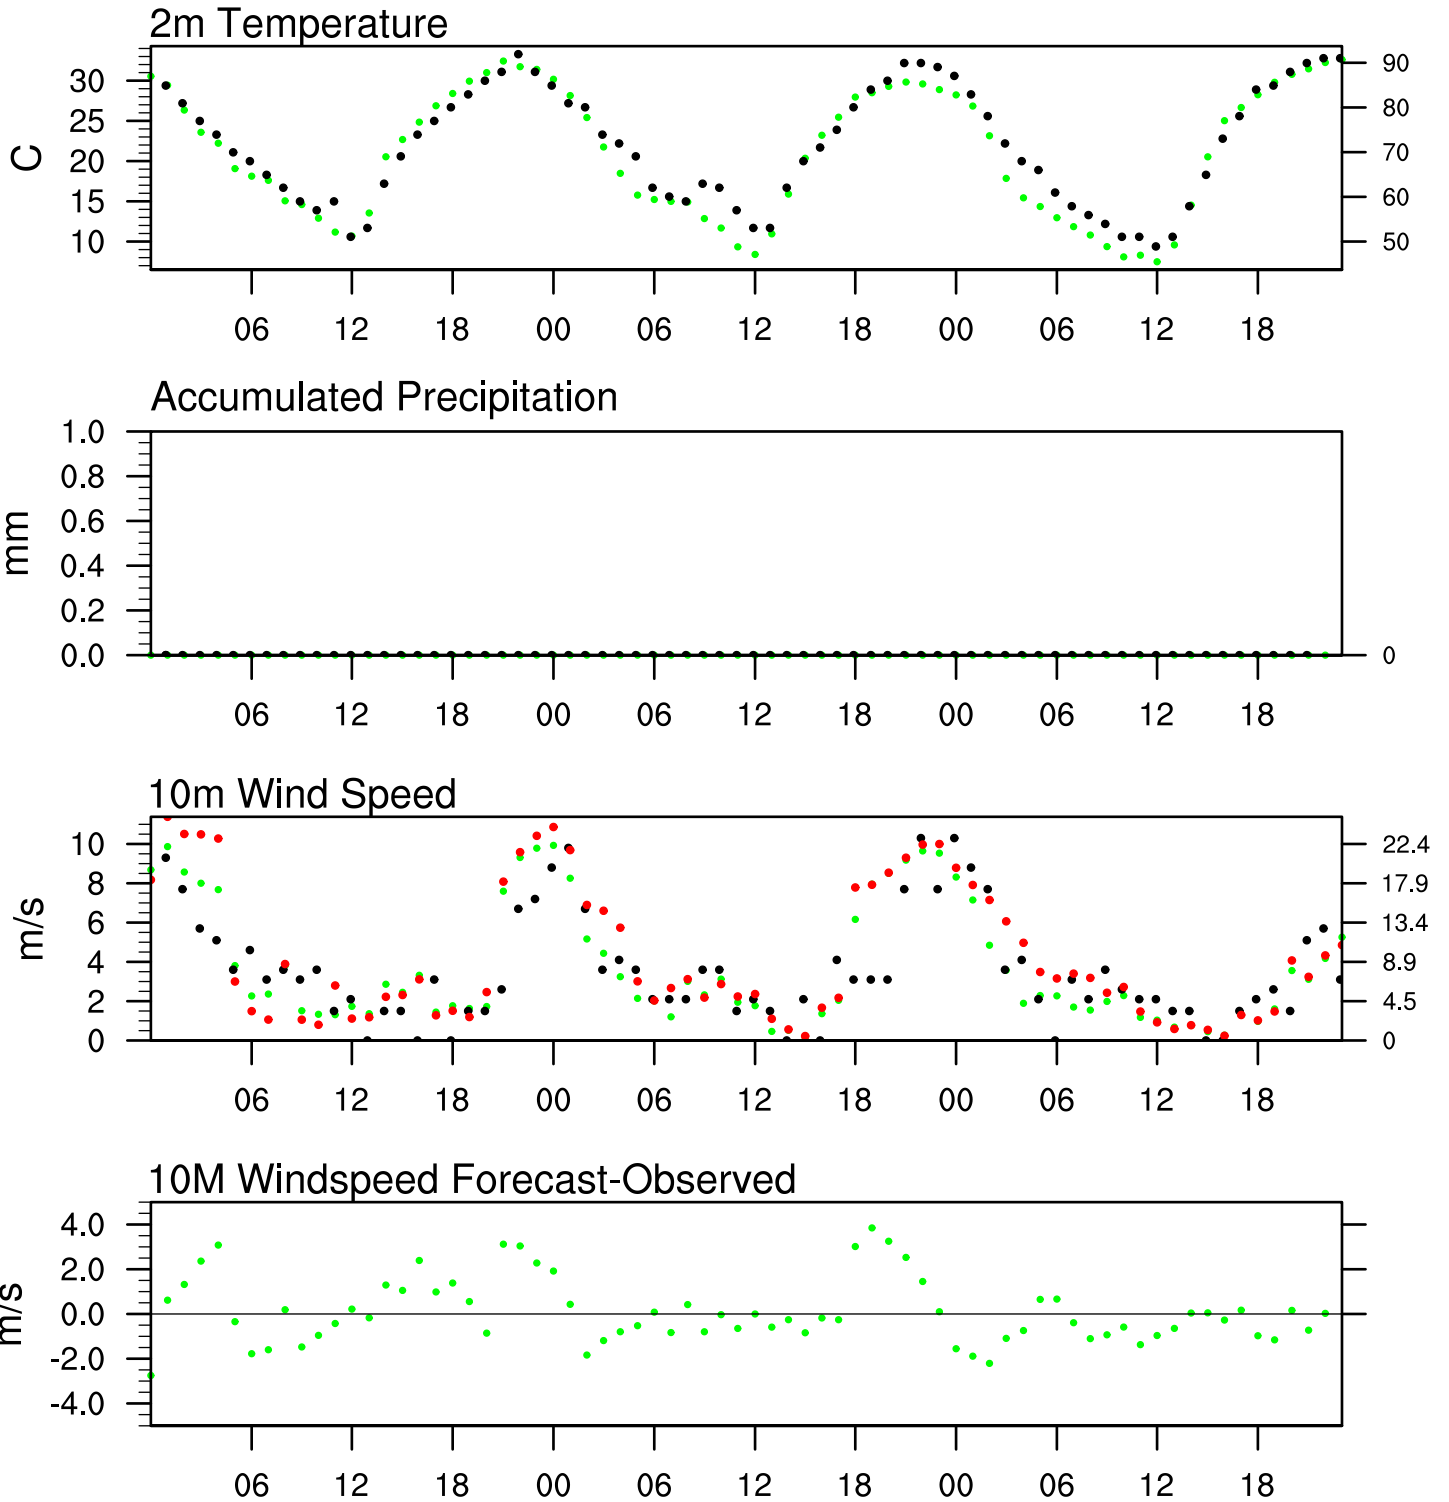 2m Temperature
C
30
25
20
15
10
90
80
70
60
50
06 12 18 00 06 12 18 00 06 12 18
Accumulated Precipitation
mm
1.0
0.8
0.6
0.4
0.2
0.0
0
06 12 18 00 06 12 18 00 06 12 18
10m Wind Speed
m/s
10
8
6
4
2
0
22.4
17.9
13.4
8.9
4.5
0
06 12 18 00 06 12 18 00 06 12 18
10M Windspeed Forecast-Observed
m/s
4.0
2.0
0.0
-2.0
-4.0
06 12 18 00 06 12 18 00 06 12 18